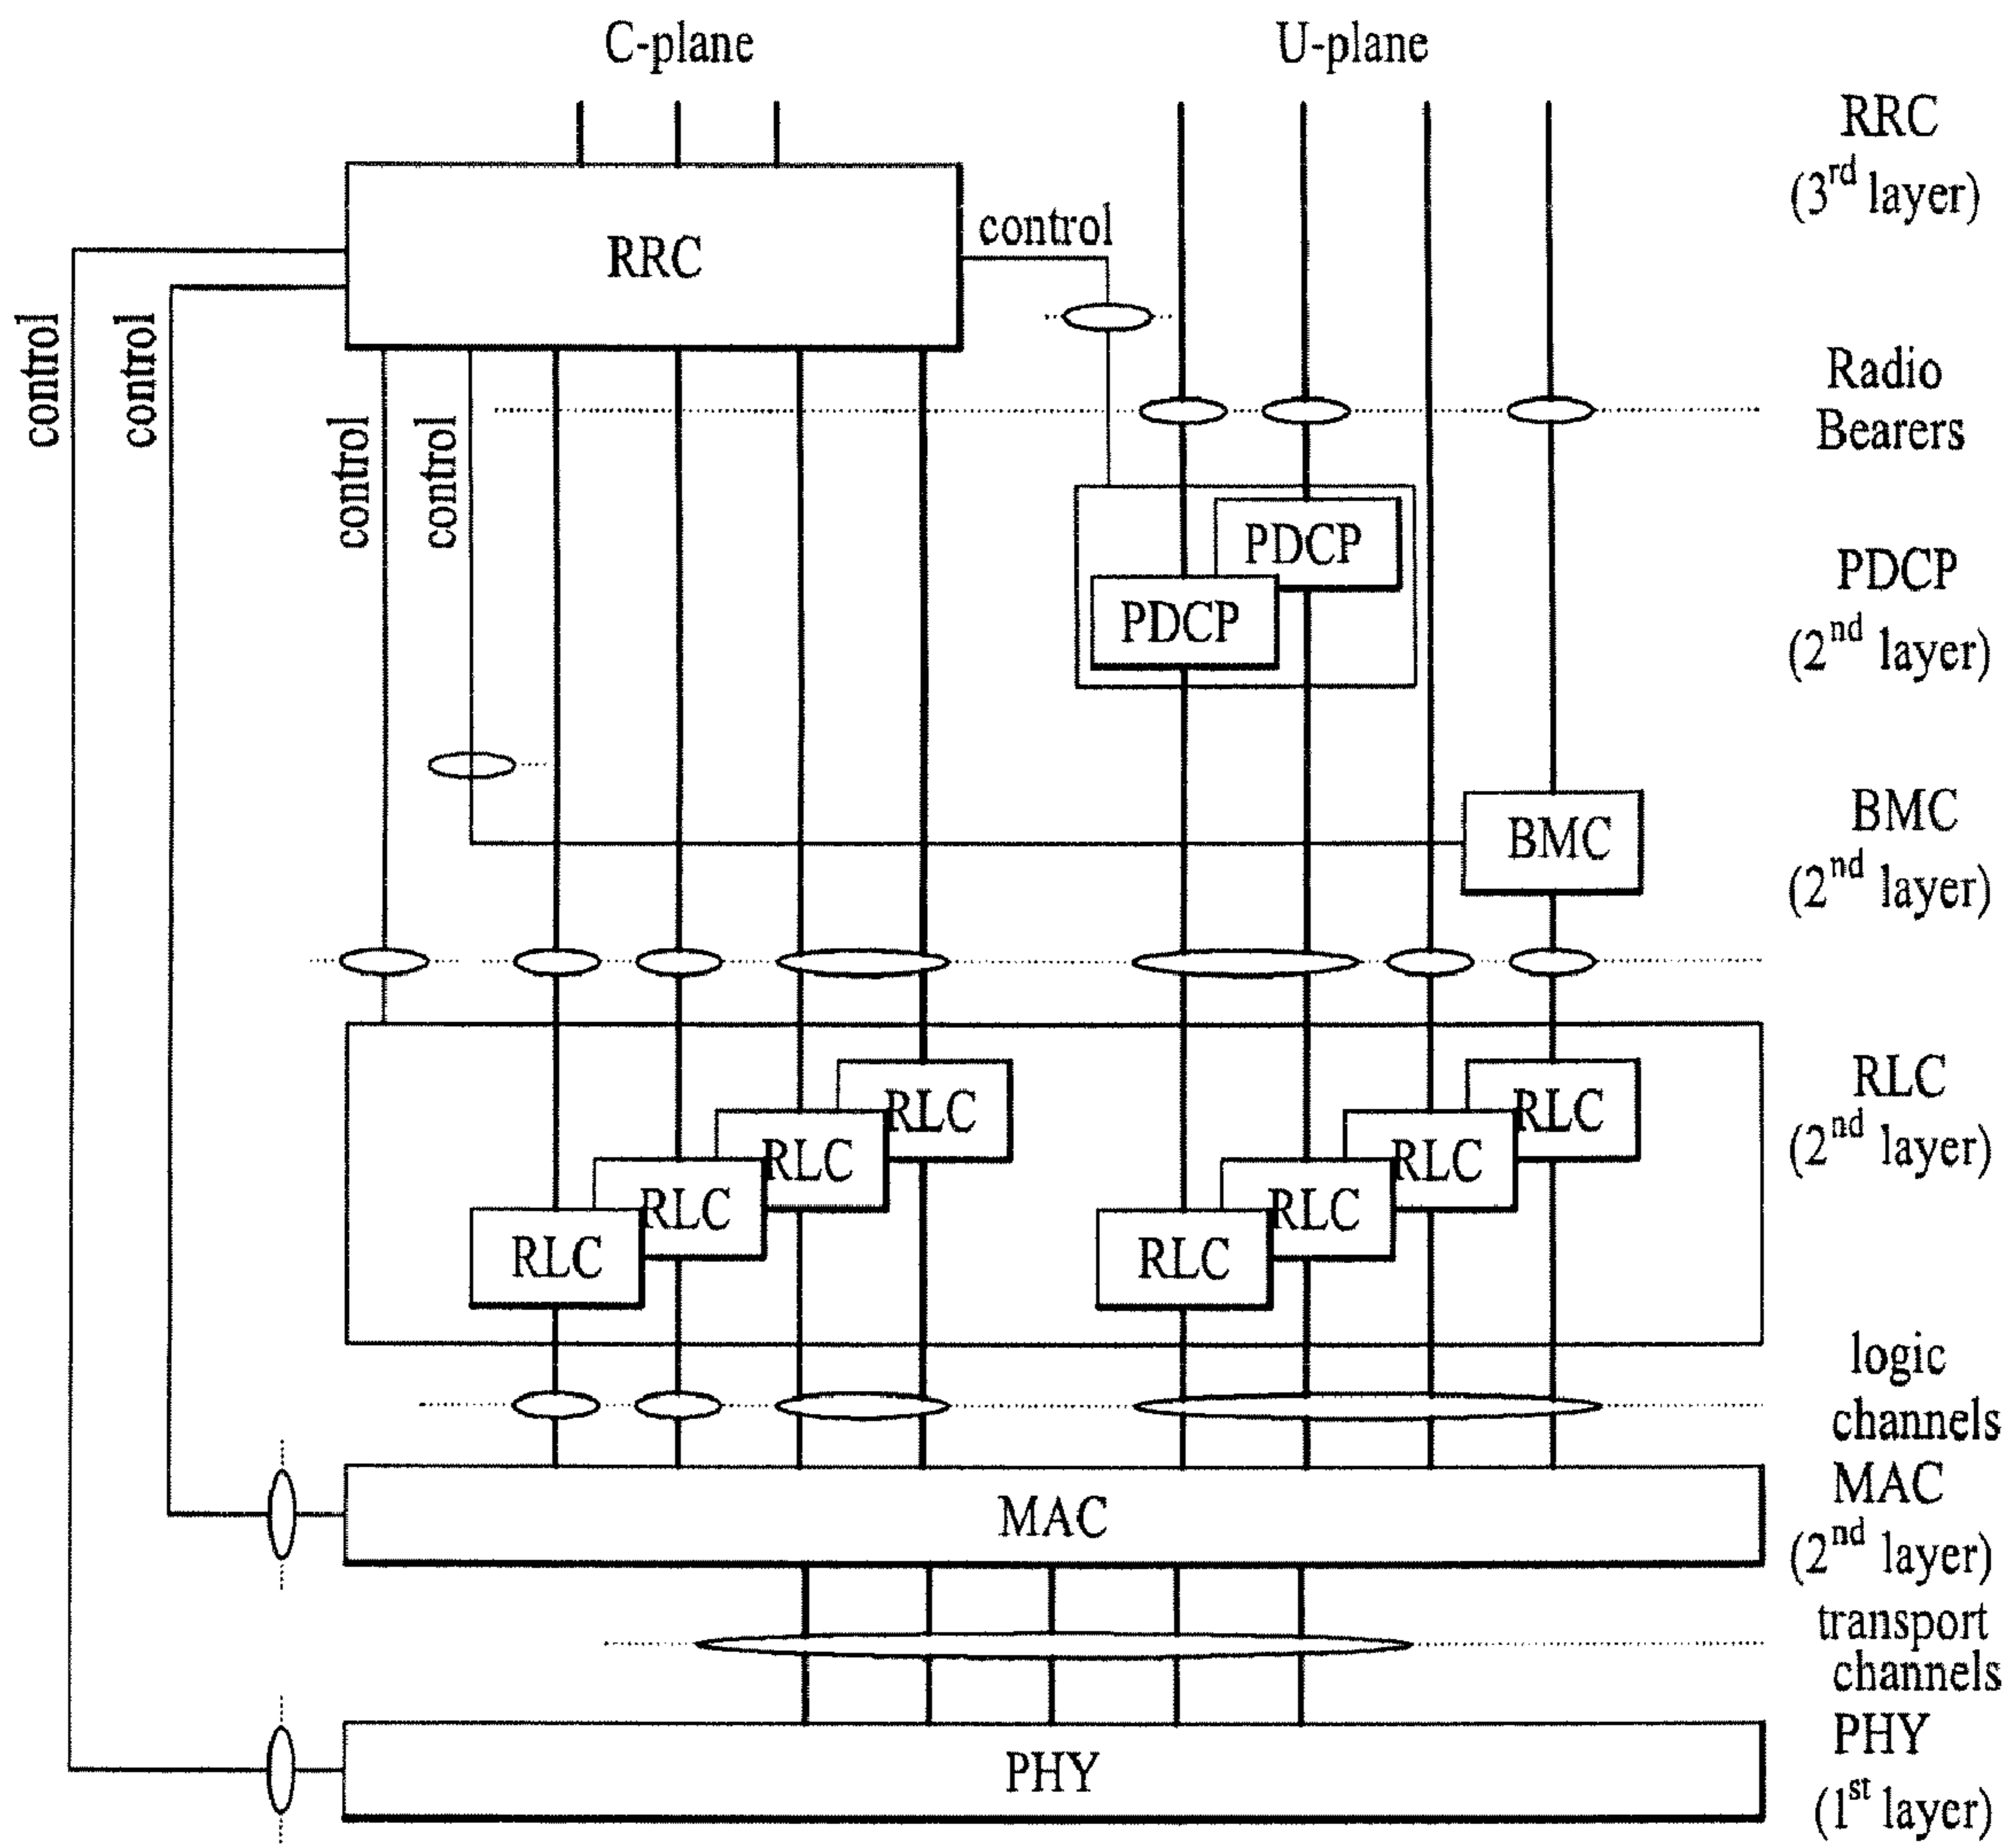 C-plane
U-plane
RRC
(3rd layer)
RRC
control
control
control
control
control
Radio
Bearers
PDCP
PDCP
PDCP
(2nd layer)
BMC
BMC
(2nd layer)
RLC
RLC
RLC
RLC
RLC
RLC
RLC
RLC
RLC
(2nd layer)
logic
channels
MAC
MAC
(2nd layer)
transport
channels
PHY
PHY
(1st layer)